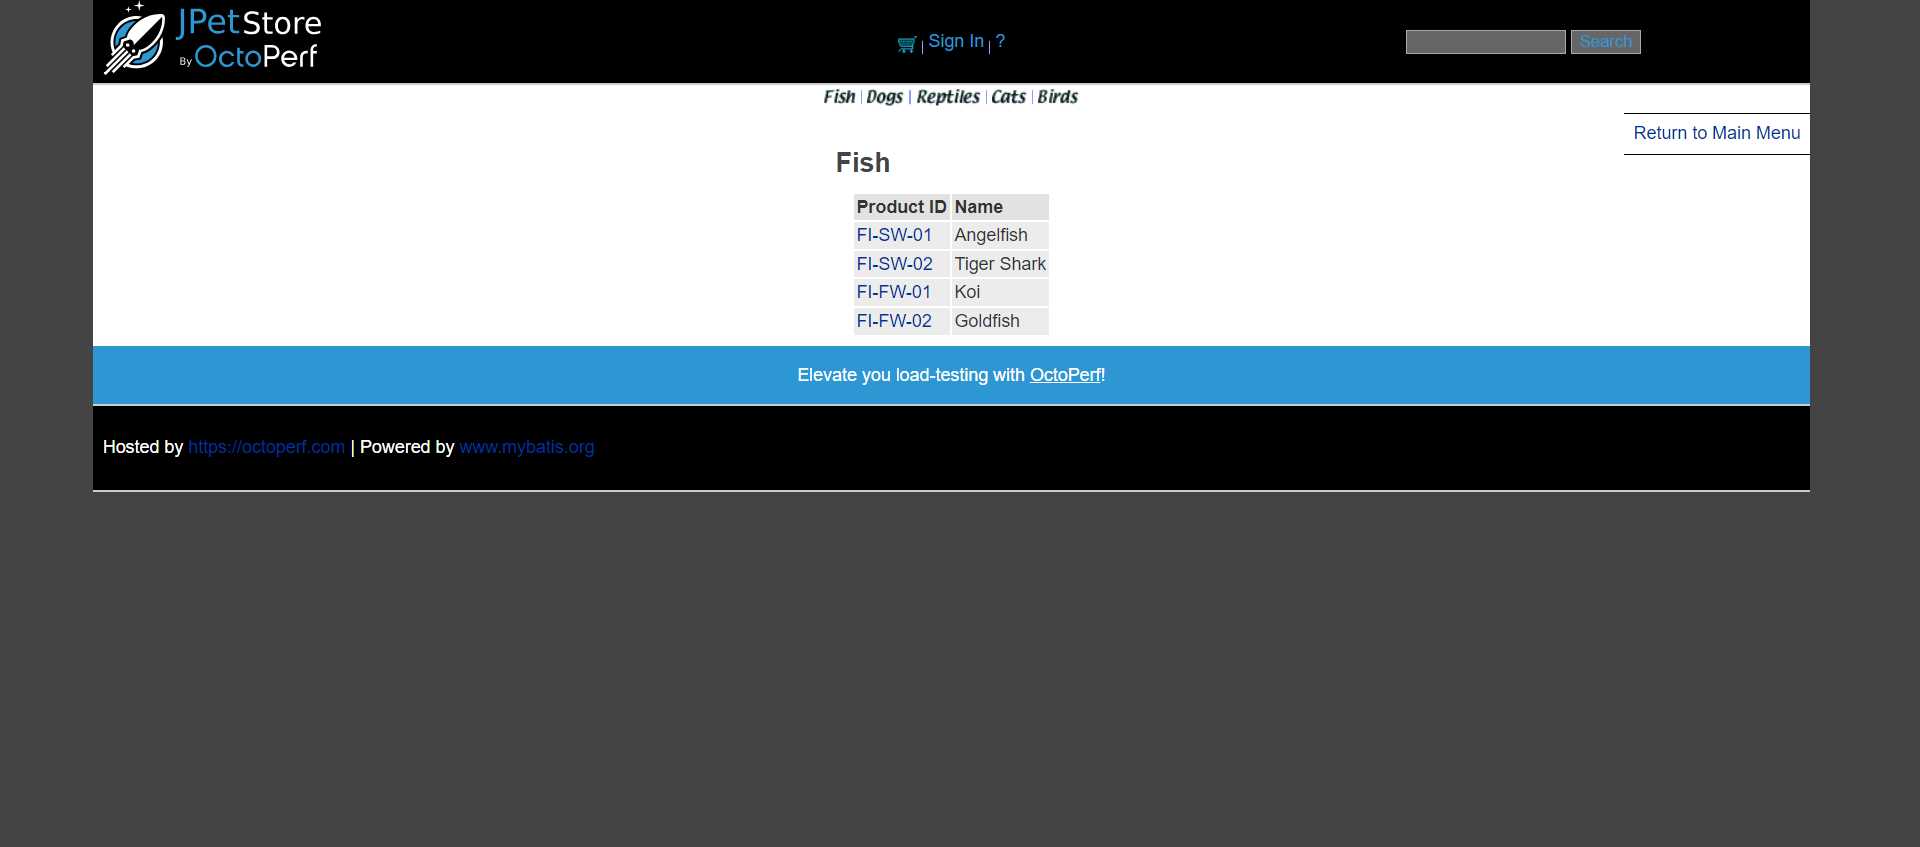 JPetStore
By OctoPerf
| Sign In | ?
Search
Fish | Dogs | Reptiles | Cats | Birds
Return to Main Menu
Fish
Product ID Name
FI-SW-01 Angelfish
FI-SW-02 Tiger Shark
FI-FW-01 Koi
FI-FW-02 Goldfish
Elevate you load-testing with OctoPerf!
Hosted by https://octoperf.com | Powered by www.mybatis.org